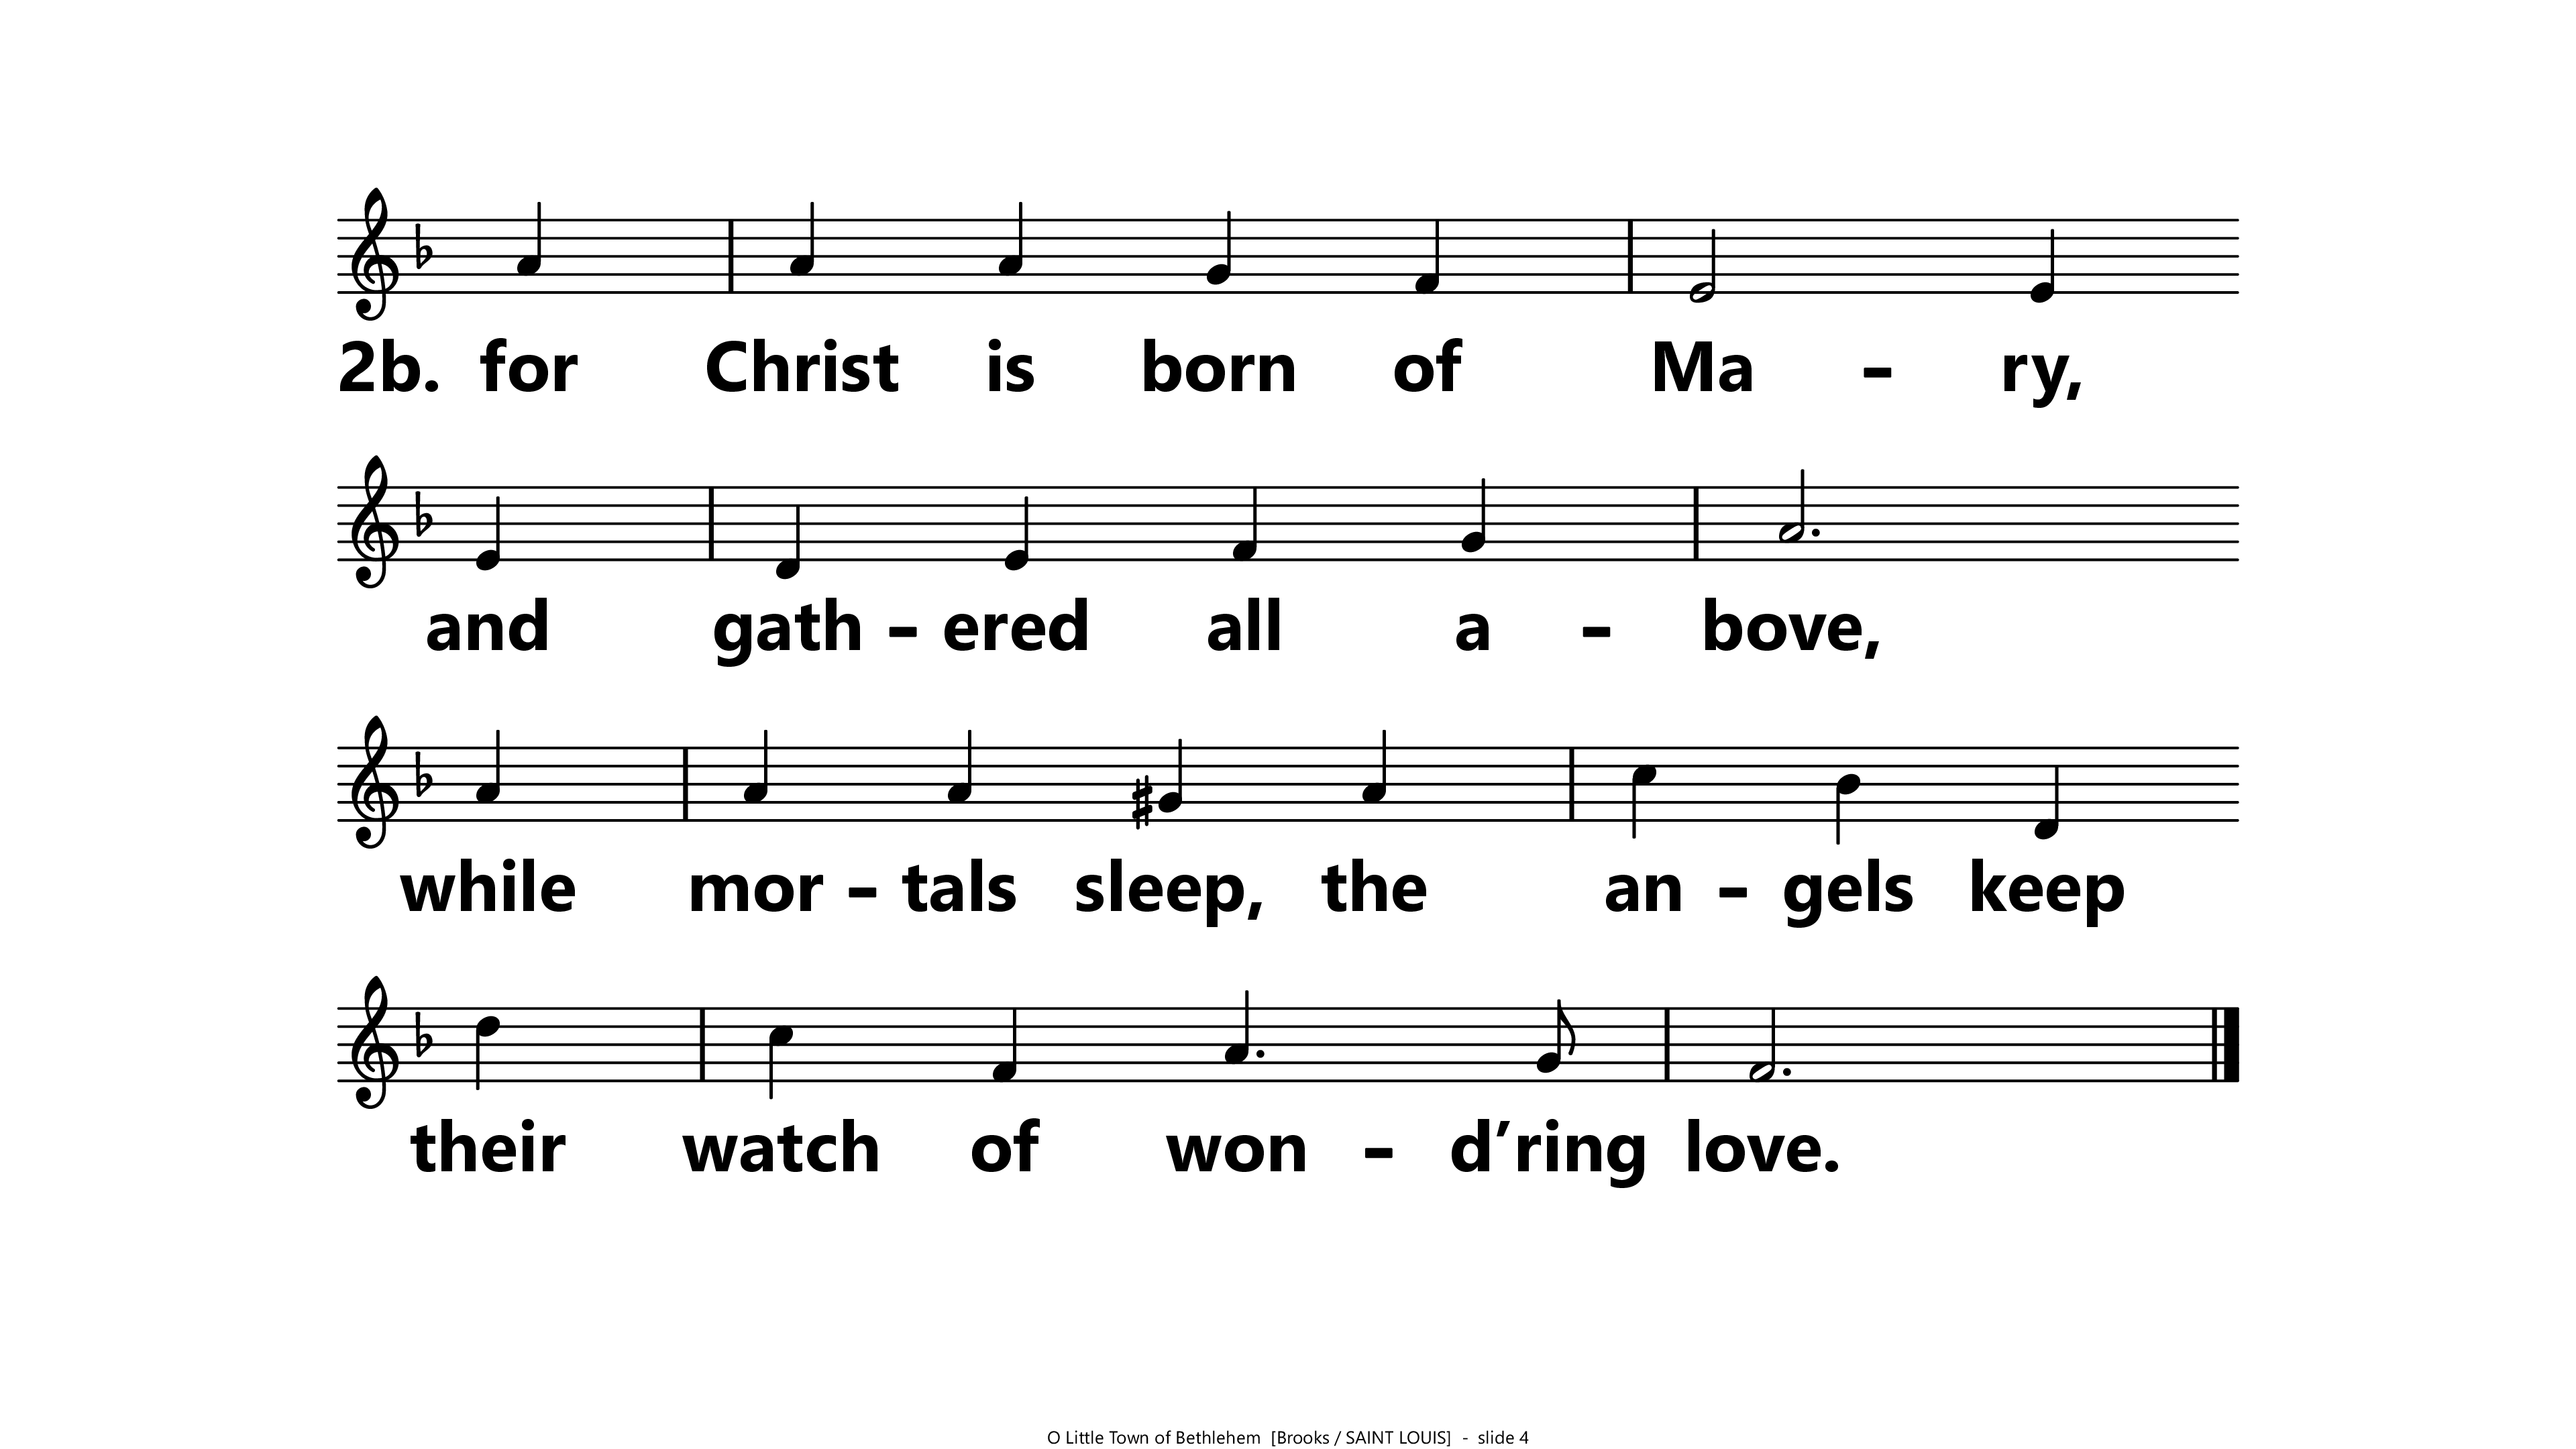 2b. for Christ is born of Ma - ry,
and gath - ered all a - bove,
while mor - tals sleep, the an - gels keep
their watch of won - d’ring love.
O Little Town of Bethlehem [Brooks / SAINT LOUIS] - slide 4